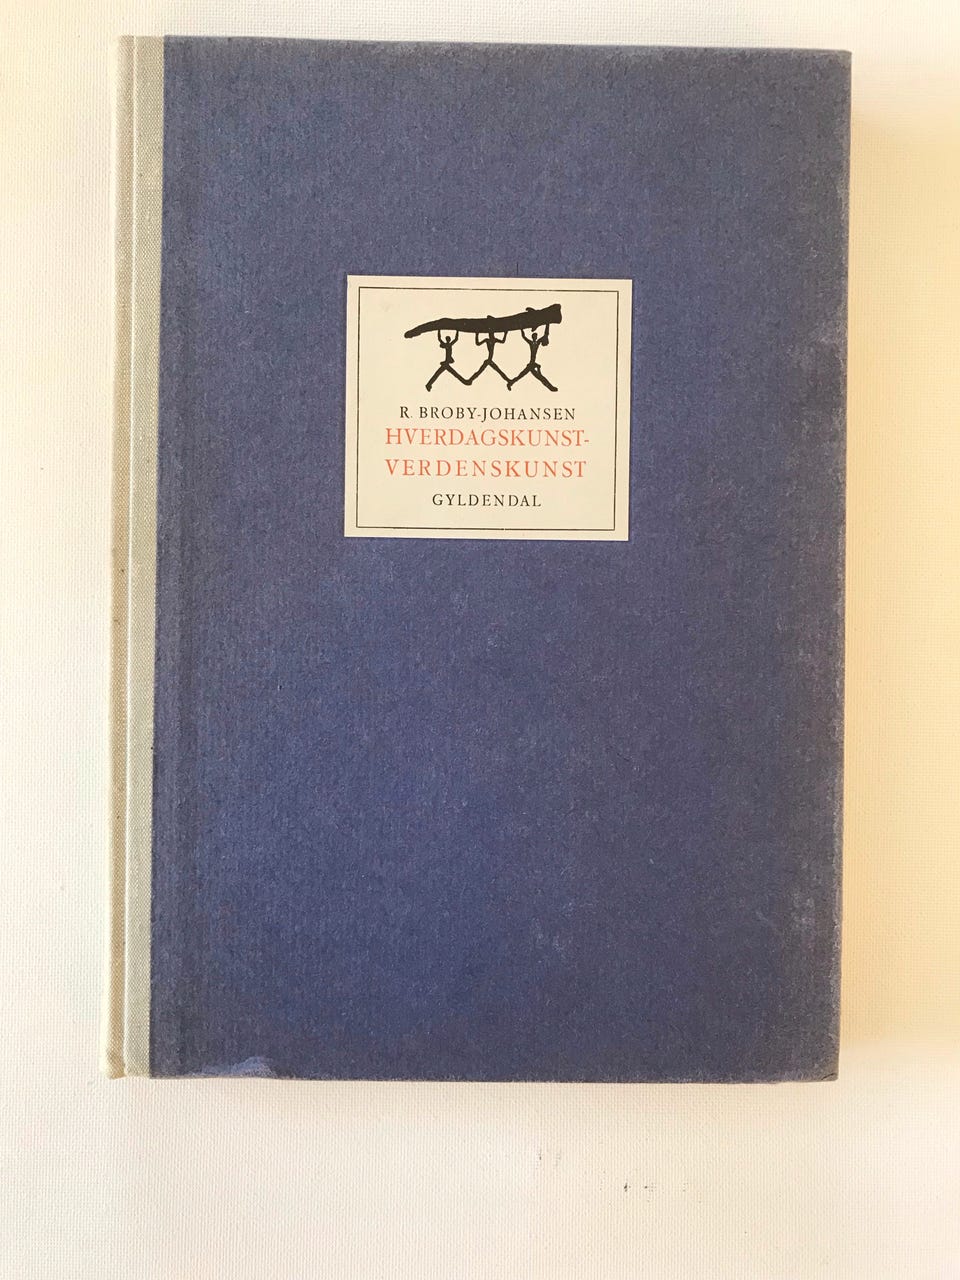 R. BROBY-JOHANSEN
HVERDAGSKUNST-
VERDENSKUNST
GYLDENDAL